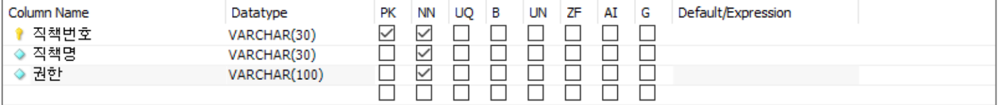 Column Name Datatype PK NN UQ B UN ZF AI G Default/Expression
직책번호 VARCHAR(30)
직책명 VARCHAR(30)
권한 VARCHAR(100)